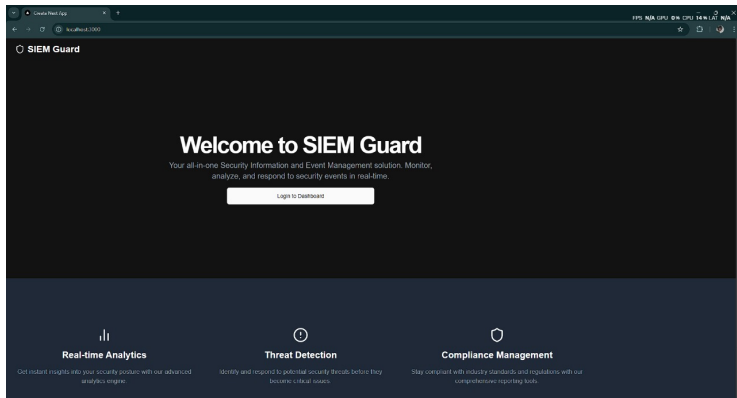 Create Next App
FPS N/A GPU 0% CPU 14% LAT N/A
localhost:3000
SIEM Guard
Welcome to SIEM Guard
Your all-in-one Security Information and Event Management solution. Monitor,
analyze, and respond to security events in real-time.
Login to Dashboard
Real-time Analytics
Get instant insights into your security posture with our advanced
analytics engine.
Threat Detection
Identify and respond to potential security threats before they
become critical issues.
Compliance Management
Stay compliant with industry standards and regulations with our
comprehensive reporting tools.